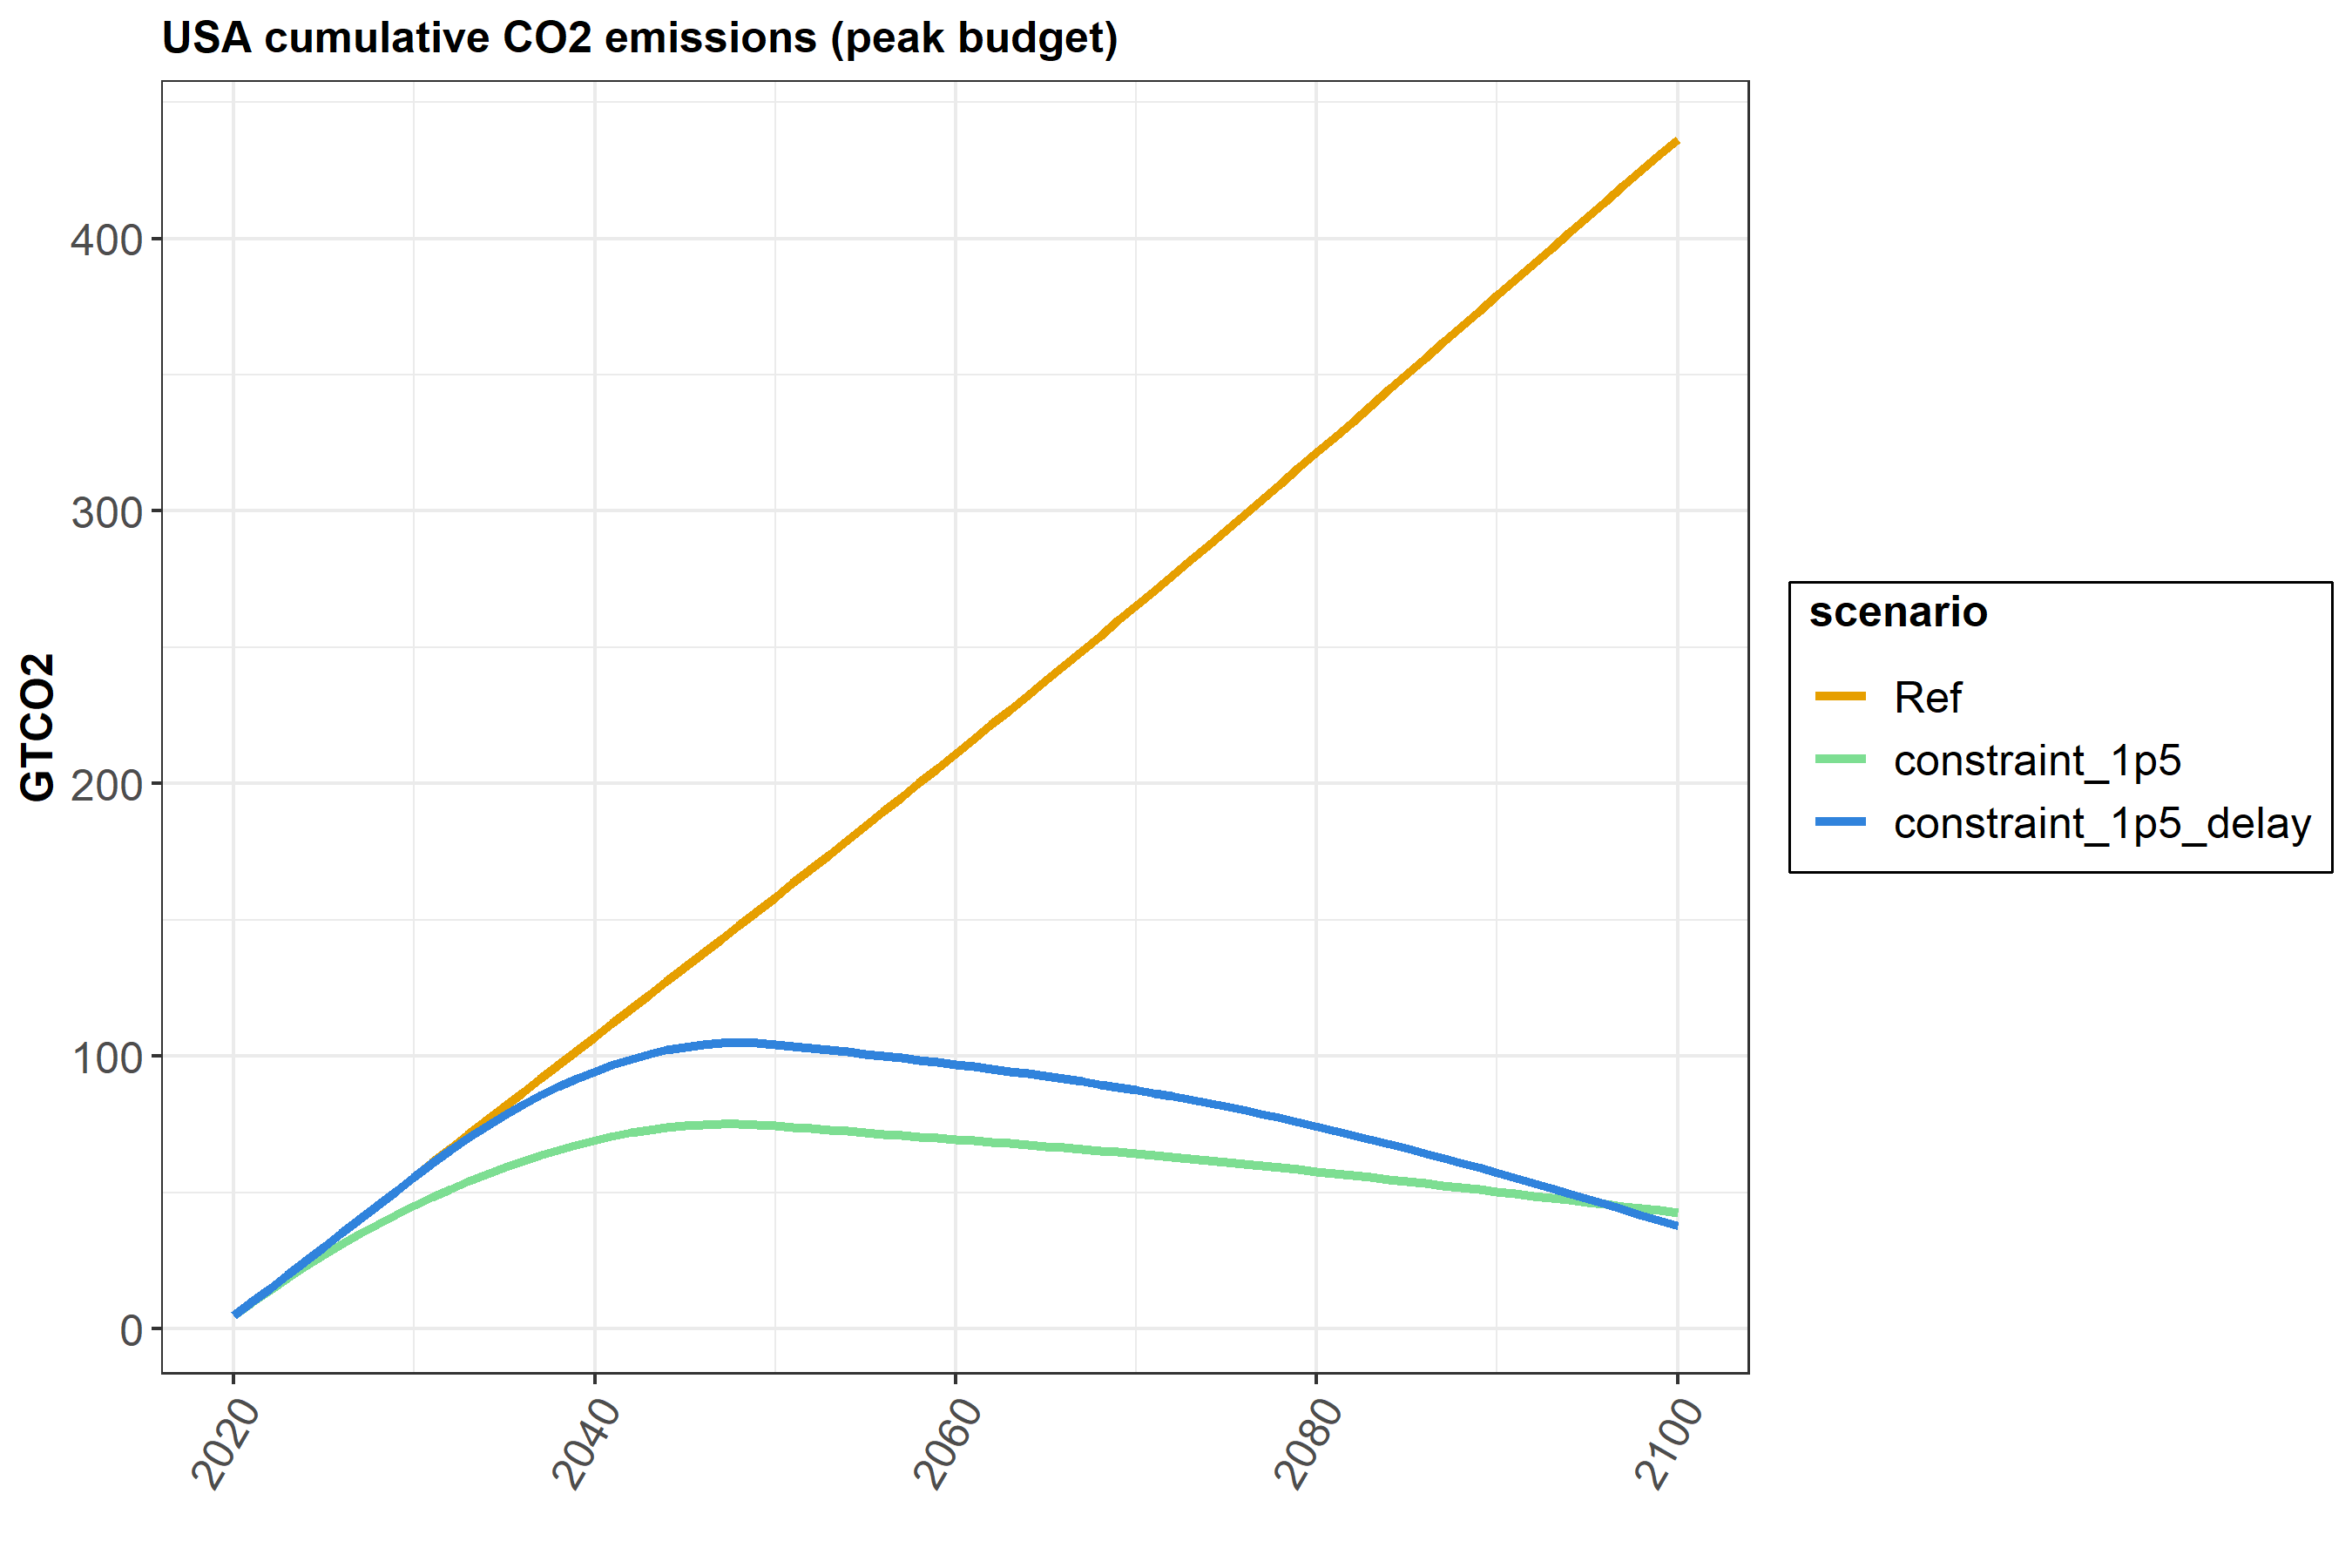 USA cumulative CO2 emissions (peak budget)
GTCO2
400
300
200
100
0
2020
2040
2060
2080
2100
scenario
Ref
constraint_1p5
constraint_1p5_delay